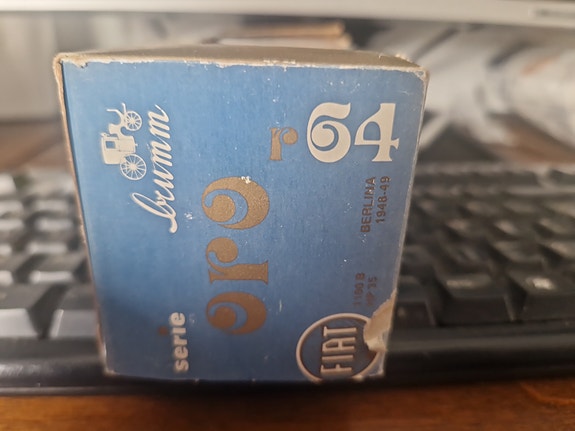 serie brumm
oro
r64
FIAT
1100 B BERLINA
HP 35 1948-49